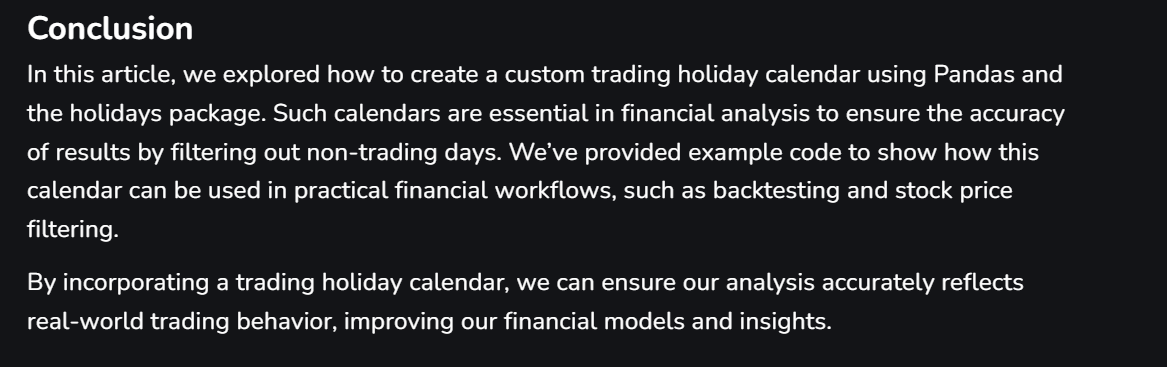 Conclusion
In this article, we explored how to create a custom trading holiday calendar using Pandas and
the holidays package. Such calendars are essential in financial analysis to ensure the accuracy
of results by filtering out non-trading days. We’ve provided example code to show how this
calendar can be used in practical financial workflows, such as backtesting and stock price
filtering.
By incorporating a trading holiday calendar, we can ensure our analysis accurately reflects
real-world trading behavior, improving our financial models and insights.